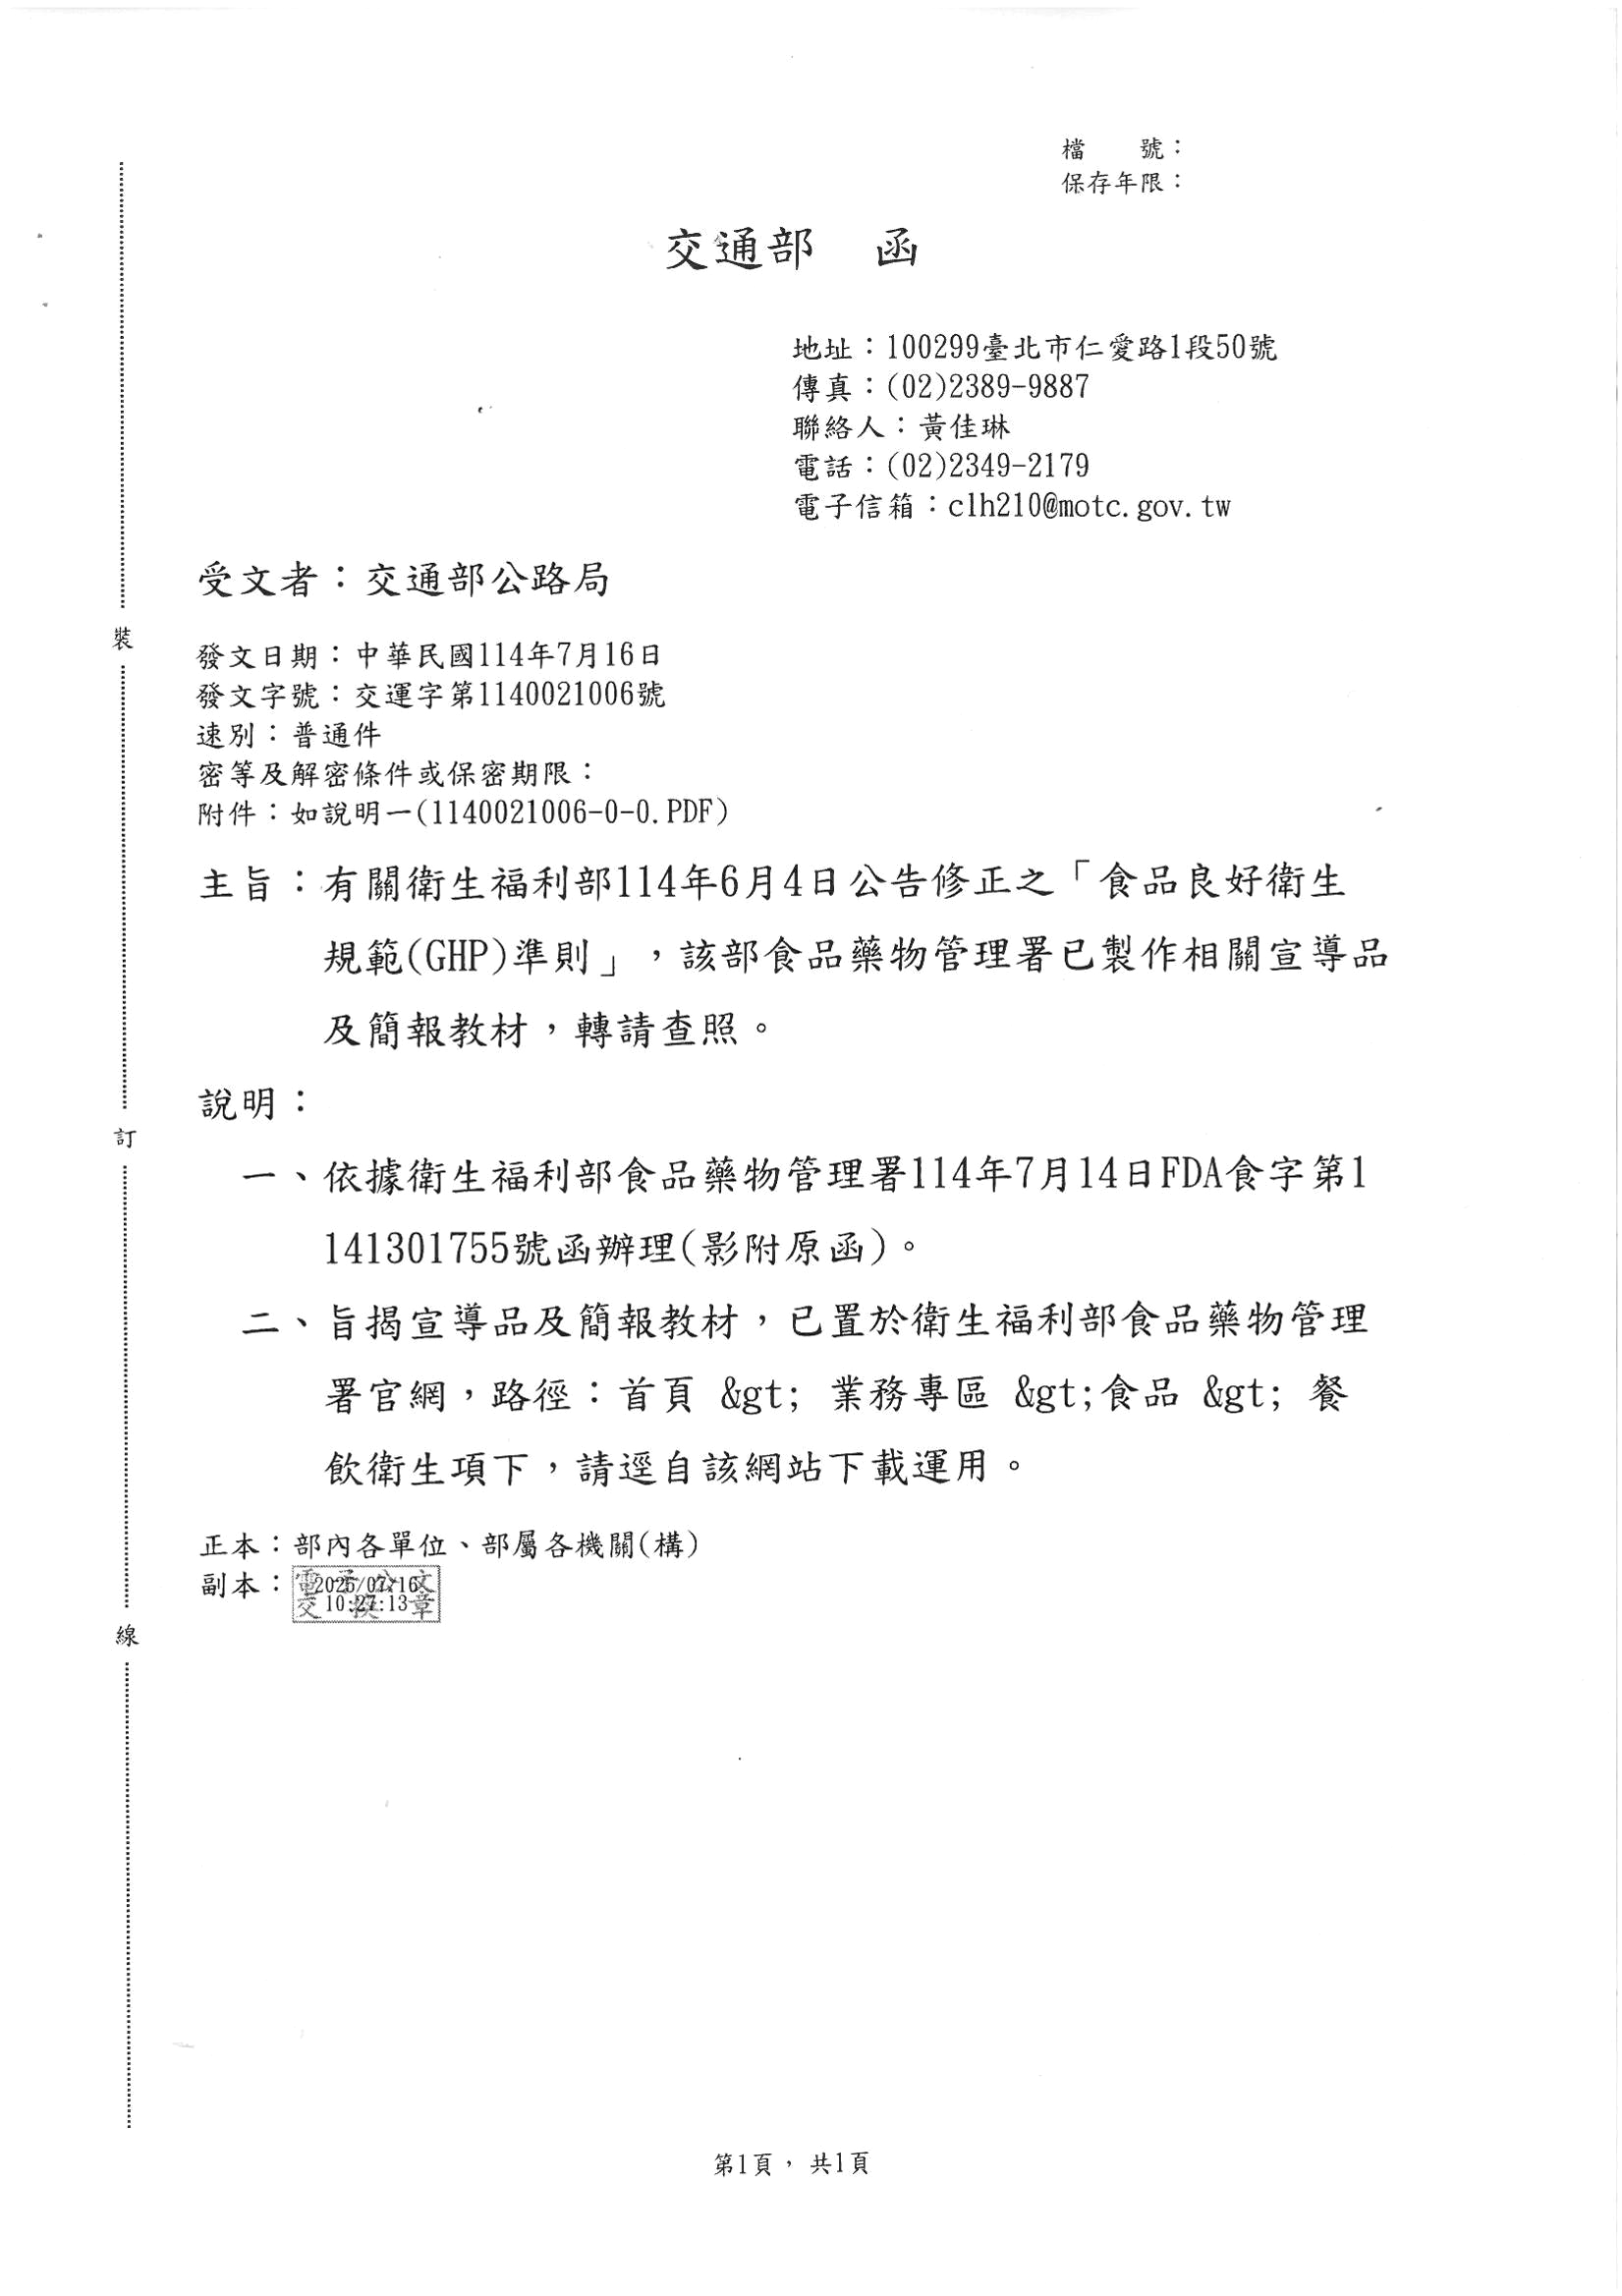 檔　　號：
保存年限：
交通部　函
地址：100299臺北市仁愛路1段50號
傳真：(02)2389-9887
聯絡人：黃佳琳
電話：(02)2349-2179
電子信箱：clh210@motc.gov.tw
受文者：交通部公路局
發文日期：中華民國114年7月16日
發文字號：交運字第1140021006號
速別：普通件
密等及解密條件或保密期限：
附件：如說明一(1140021006-0-0.PDF)
主旨：有關衛生福利部114年6月4日公告修正之「食品良好衛生
規範(GHP)準則」，該部食品藥物管理署已製作相關宣導品
及簡報教材，轉請查照。
說明：
一、依據衛生福利部食品藥物管理署114年7月14日FDA食字第1
141301755號函辦理(影附原函)。
二、旨揭宣導品及簡報教材，已置於衛生福利部食品藥物管理
署官網，路徑：首頁 &gt; 業務專區 &gt;食品 &gt; 餐
飲衛生項下，請逕自該網站下載運用。
正本：部內各單位、部屬各機關(構)
副本：
電子公文
2025/07/16
交換章
10:27:13
裝
訂
線
第1頁，共1頁